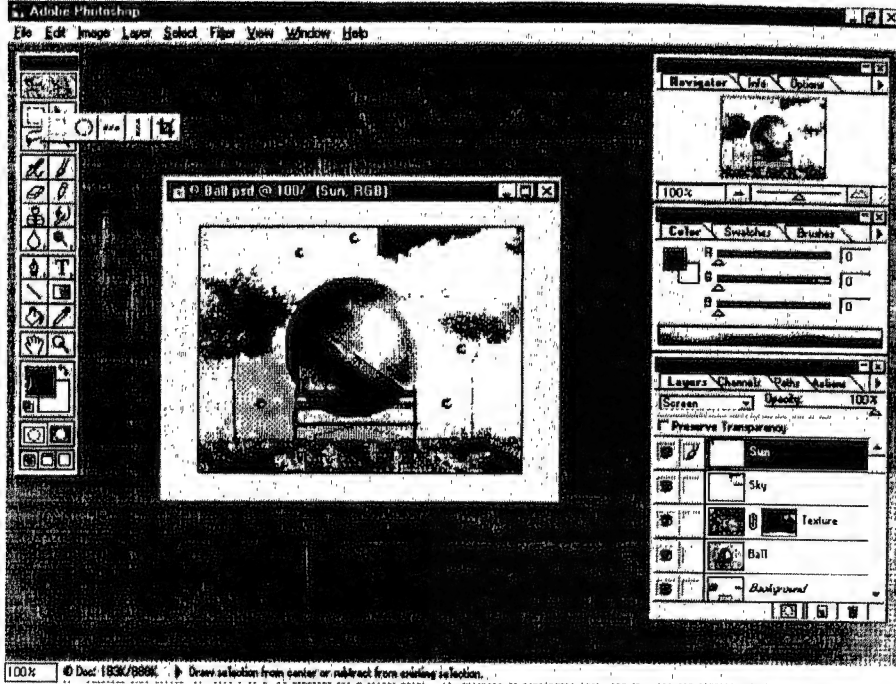 Adobe Photoshop
File Edit Image Layer Select Filter View Window Help
Navigator Info Options
100%
© Ball.psd @ 100% (Sun, RGB)
Color Swatches Brushes
R 0
G 0
B 0
Layers Channels Paths Actions
Screen Opacity: 100%
Preserve Transparency
Sun
Sky
Texture
Ball
Background
T
100% © Doc: 183K/888K Draw selection from center or subtract from existing selection.